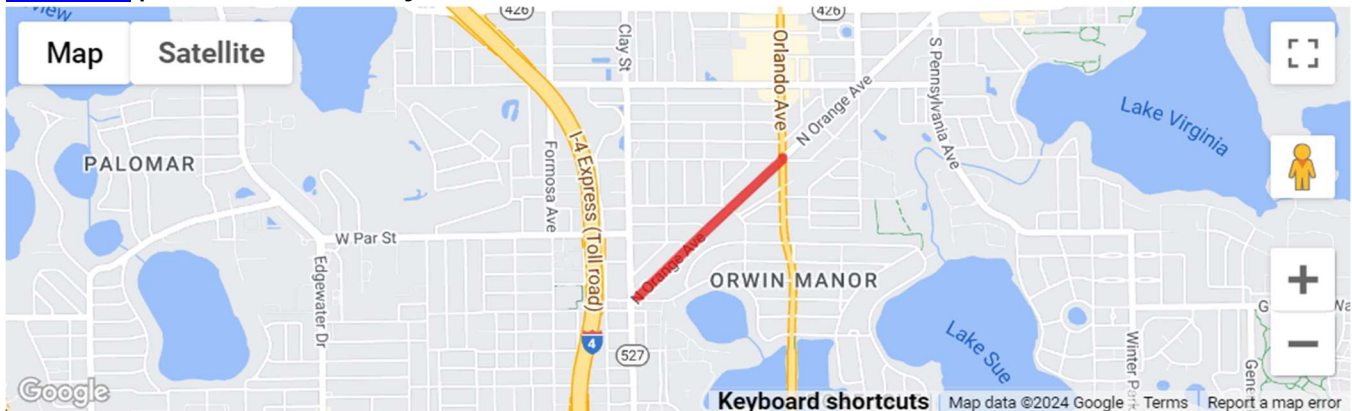 426
426
Map
Satellite
Clay St
Orlando Ave
N Orange Ave
S Pennsylvania Ave
Lake Virginia
PALOMAR
I-4 Express (Toll road)
Formosa Ave
W Par St
Edgewater Dr
N Orange Ave
ORWIN MANOR
4
527
Lake Sue
Winter Park
Google
Keyboard shortcuts
Map data ©2024 Google
Terms
Report a map error